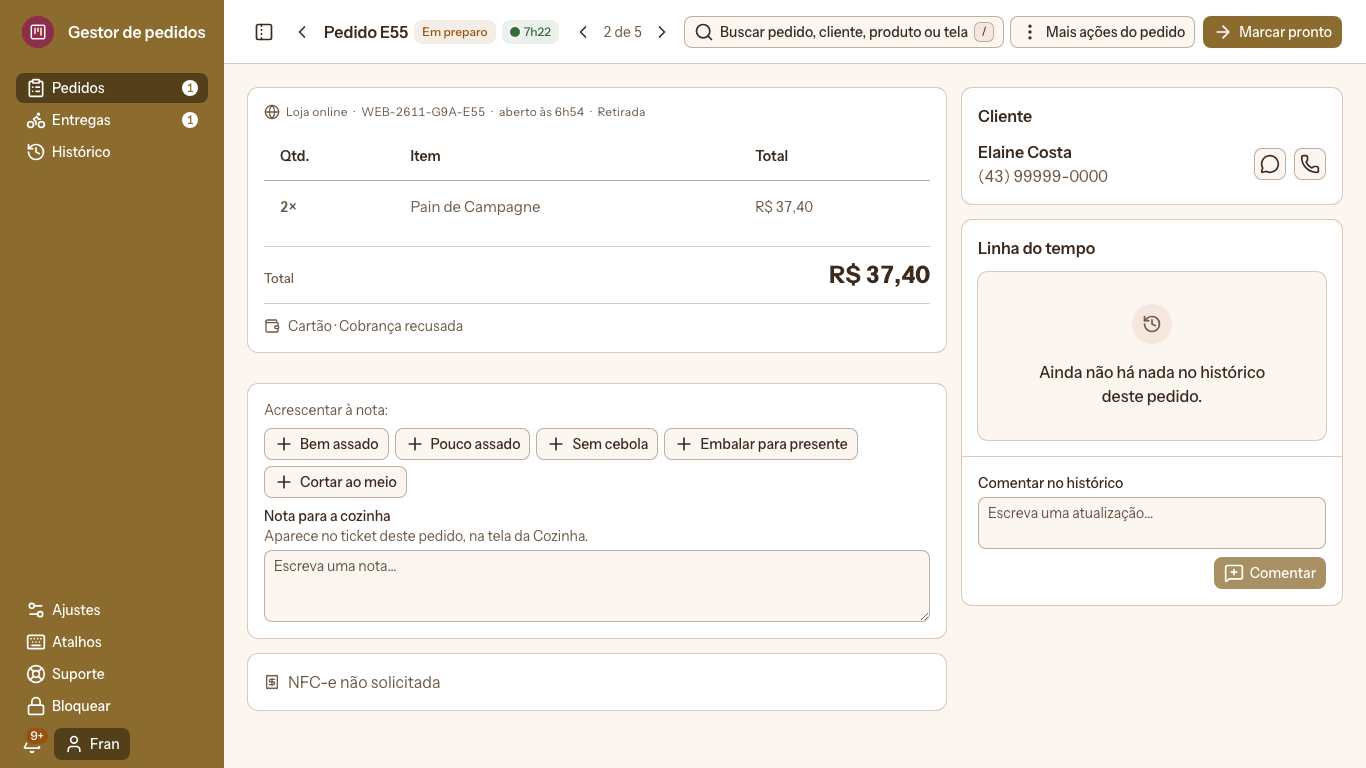 Gestor de pedidos
Pedidos 1
Entregas 1
Histórico
Ajustes
Atalhos
Suporte
Bloquear
9+
Fran
Pedido E55 Em preparo 7h22 2 de 5 Buscar pedido, cliente, produto ou tela / Mais ações do pedido Marcar pronto
Loja online · WEB-2611-G9A-E55 · aberto às 6h54 · Retirada
Qtd. Item Total
2× Pain de Campagne R$ 37,40
Total R$ 37,40
Cartão · Cobrança recusada
Acrescentar à nota:
Bem assado Pouco assado Sem cebola Embalar para presente
Cortar ao meio
Nota para a cozinha
Aparece no ticket deste pedido, na tela da Cozinha.
Escreva uma nota...
NFC-e não solicitada
Cliente
Elaine Costa
(43) 99999-0000
Linha do tempo
Ainda não há nada no histórico
deste pedido.
Comentar no histórico
Escreva uma atualização...
Comentar